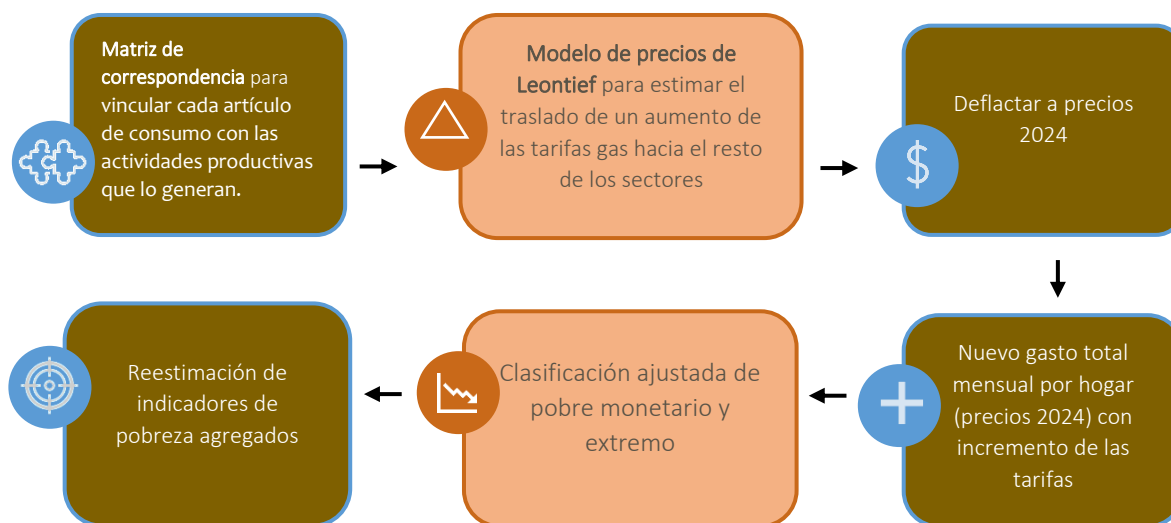 Matriz de
correspondencia para
vincular cada artículo
de consumo con las
actividades productivas
que lo generan.
Modelo de precios de
Leontief para estimar el
traslado de un aumento de
las tarifas gas hacia el resto
de los sectores
Deflactar a precios
2024
$
Nuevo gasto total
mensual por hogar
(precios 2024) con
incremento de las
tarifas
Clasificación ajustada de
pobre monetario y
extremo
Reestimación de
indicadores de
pobreza agregados